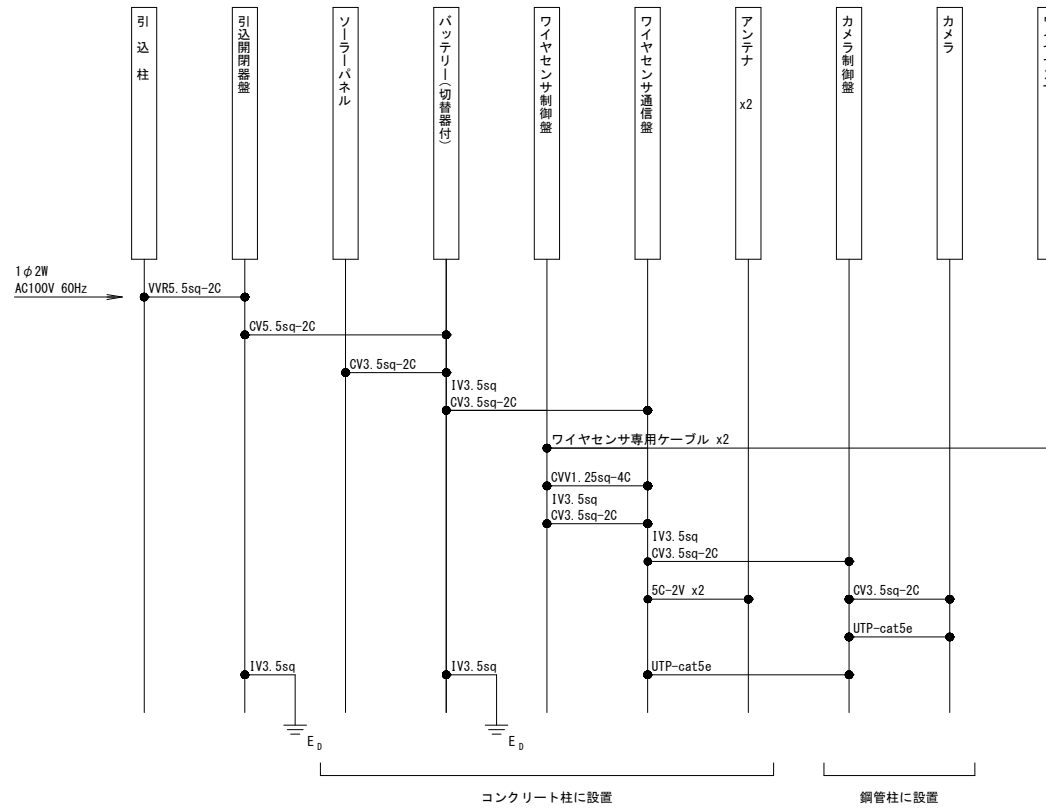 引込柱
引込開閉器盤
ソーラーパネル
バッテリー(切替器付)
ワイヤセンサ制御盤
ワイヤセンサ通信盤
アンテナ x2
カメラ制御盤
カメラ
1φ2W
AC100V 60Hz
VVR5.5sq-2C
CV5.5sq-2C
CV3.5sq-2C
IV3.5sq
CV3.5sq-2C
ワイヤセンサ専用ケーブル x2
CVV1.25sq-4C
IV3.5sq
CV3.5sq-2C
IV3.5sq
CV3.5sq-2C
5C-2V x2
CV3.5sq-2C
UTP-cat5e
IV3.5sq
IV3.5sq
UTP-cat5e
ED
ED
コンクリート柱に設置
鋼管柱に設置